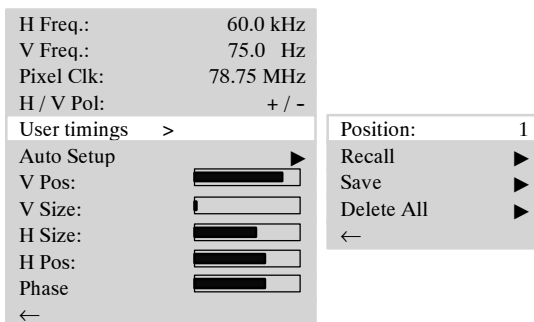 H Freq.: 60.0 kHz
V Freq.: 75.0 Hz
Pixel Clk: 78.75 MHz
H / V Pol: + / -
User timings >
Auto Setup ▶
V Pos:
V Size:
H Size:
H Pos:
Phase
←
Position: 1
Recall ▶
Save ▶
Delete All ▶
←